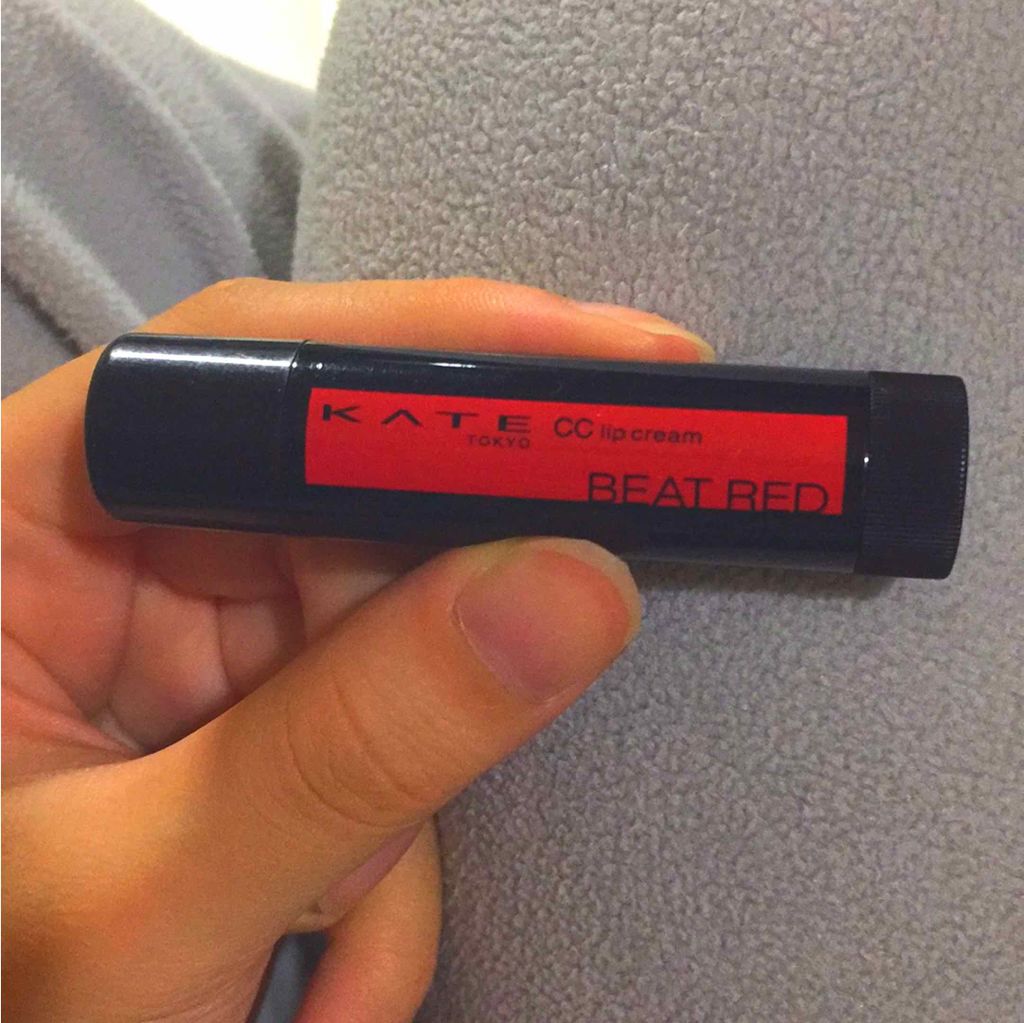 KATE
TOKYO
CC lip cream
BEAT RED